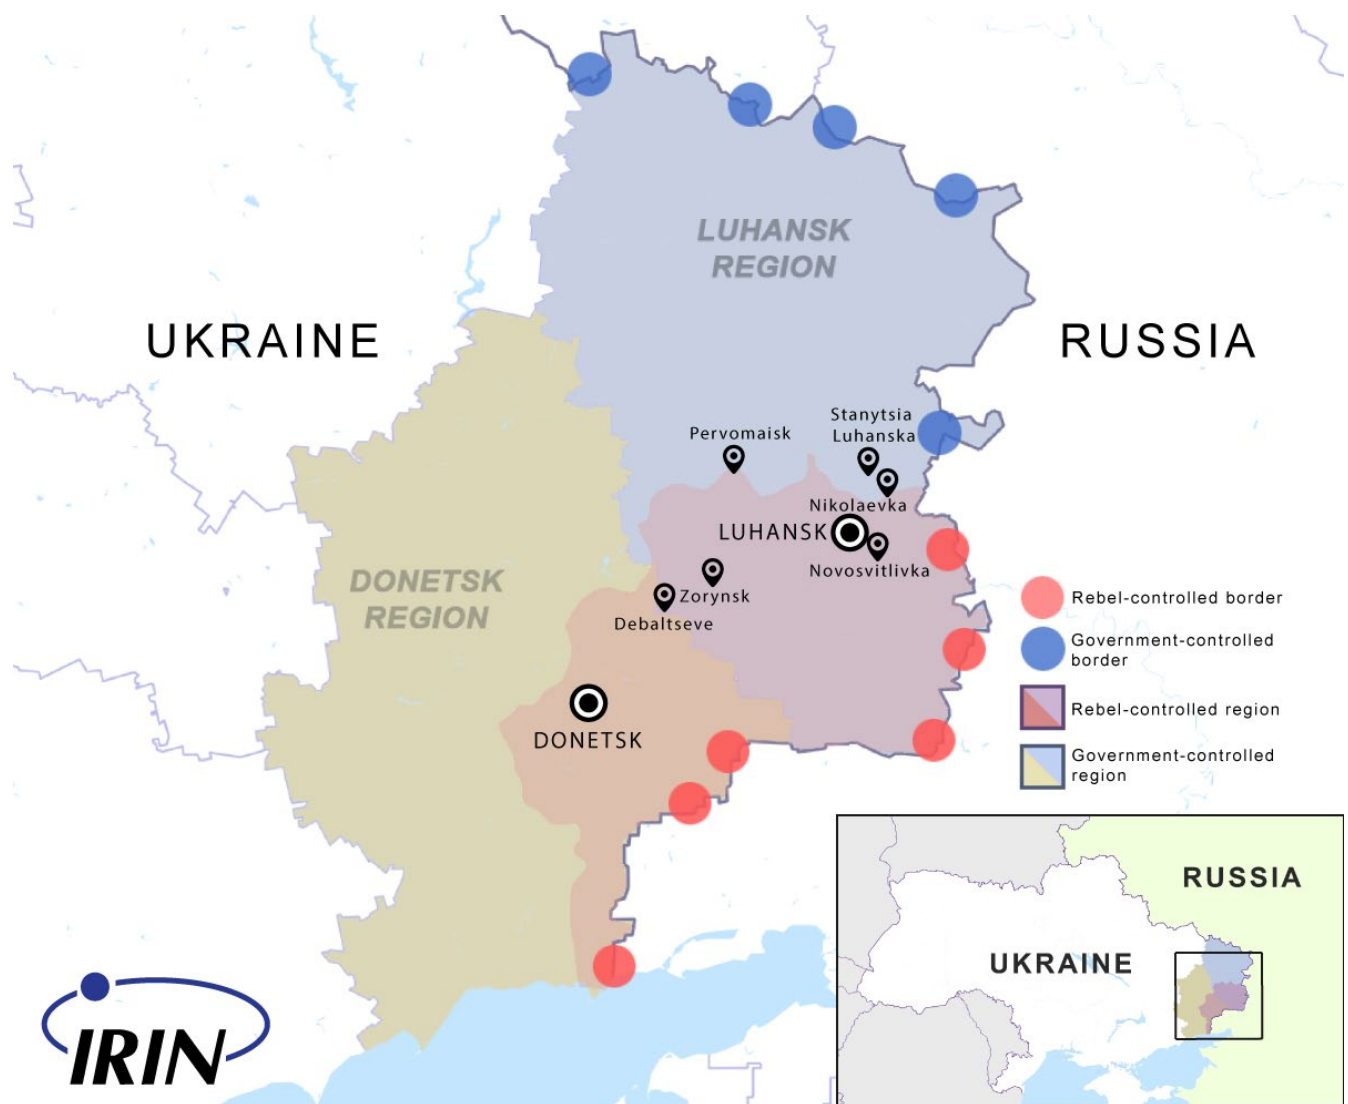 LUHANSK
REGION
UKRAINE
RUSSIA
Stanytsia
Luhanska
Pervomaisk
Nikolaevka
LUHANSK
Novosvitlivka
DONETSK
REGION
Zorynsk
Debaltseve
DONETSK
Rebel-controlled border
Government-controlled
border
Rebel-controlled region
Government-controlled
region
RUSSIA
UKRAINE
IRIN